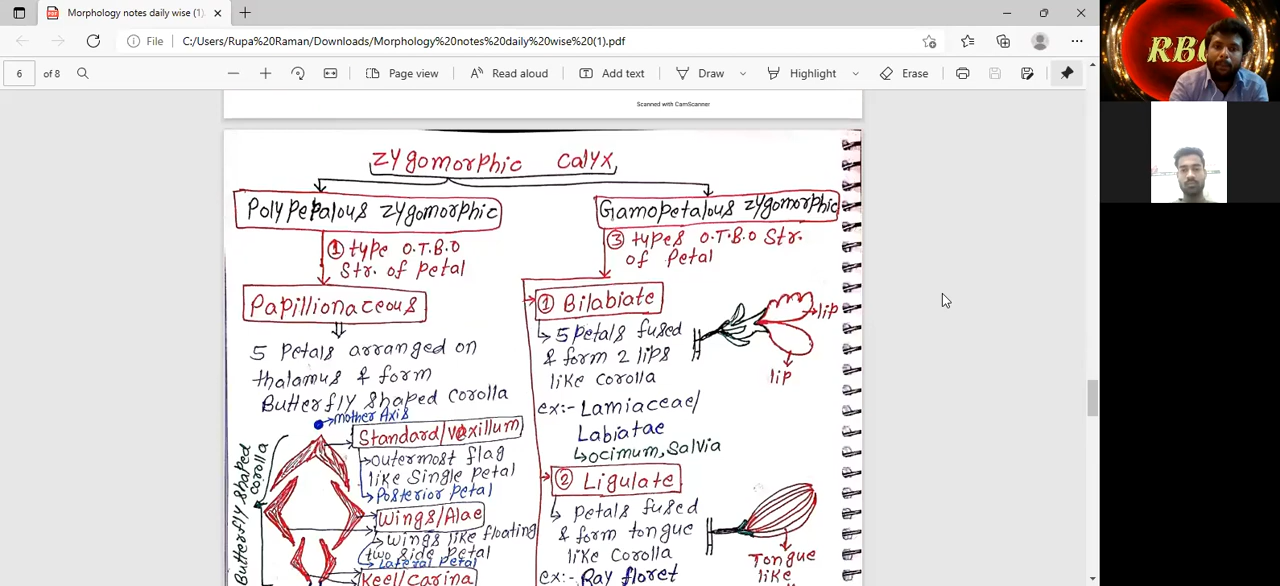 Morphology notes daily wise (1).
File
C:/Users/Rupa%20Raman/Downloads/Morphology%20notes%20daily%20wise%20(1).pdf
6 of 8
Page view
Read aloud
Add text
Draw
Highlight
Erase
RBC
Scanned with CamScanner
Zygomorphic Calyx
Polypetalous Zygomorphic
① type O.T.B.O
Str. of Petal
Papillionaceous
5 Petals arranged on
thalamus & form
Butterfly shaped corolla
mother Axis
Standard/Vexillum
outermost flag
like single Petal
Posterior Petal
Wings/Alae
wings like floating
two side petal
Lateral Petal
Keel/Carina
Butterfly shaped
corolla
Gamopetalous Zygomorphic
③ types O.T.B.O Str.
of Petal
① Bilabiate
5 Petals fused
& form 2 lips
like corolla
ex:- Lamiaceae/
Labiatae
ocimum, Salvia
lip
lip
② Ligulate
Petals fused
& form tongue
like corolla
ex:- Ray floret
Tongue
like